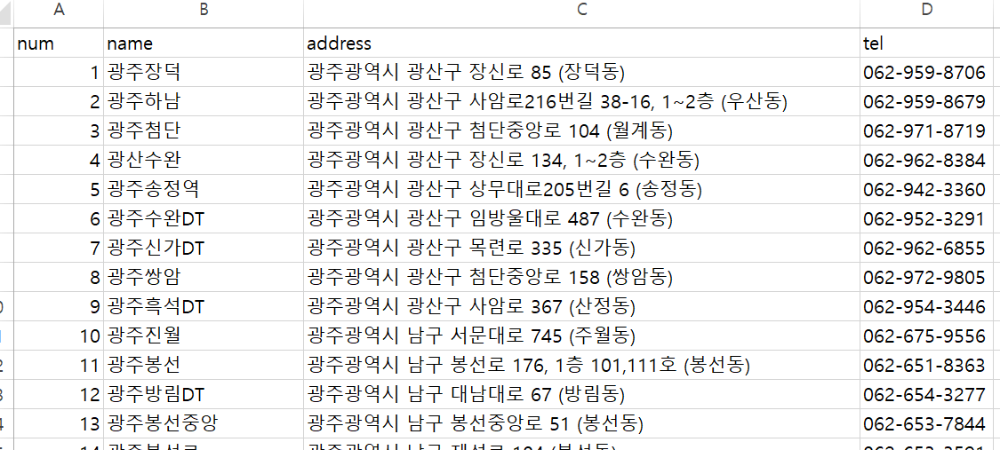 A B C D
num name address tel
1 광주장덕 광주광역시 광산구 장신로 85 (장덕동) 062-959-8706
2 광주하남 광주광역시 광산구 사암로216번길 38-16, 1~2층 (우산동) 062-959-8679
3 광주첨단 광주광역시 광산구 첨단중앙로 104 (월계동) 062-971-8719
4 광산수완 광주광역시 광산구 장신로 134, 1~2층 (수완동) 062-962-8384
5 광주송정역 광주광역시 광산구 상무대로205번길 6 (송정동) 062-942-3360
6 광주수완DT 광주광역시 광산구 임방울대로 487 (수완동) 062-952-3291
7 광주신가DT 광주광역시 광산구 목련로 335 (신가동) 062-962-6855
8 광주쌍암 광주광역시 광산구 첨단중앙로 158 (쌍암동) 062-972-9805
9 광주흑석DT 광주광역시 광산구 사암로 367 (산정동) 062-954-3446
10 광주진월 광주광역시 남구 서문대로 745 (주월동) 062-675-9556
11 광주봉선 광주광역시 남구 봉선로 176, 1층 101,111호 (봉선동) 062-651-8363
12 광주방림DT 광주광역시 남구 대남대로 67 (방림동) 062-654-3277
13 광주봉선중앙 광주광역시 남구 봉선중앙로 51 (봉선동) 062-653-7844
14 광주광역시 남구